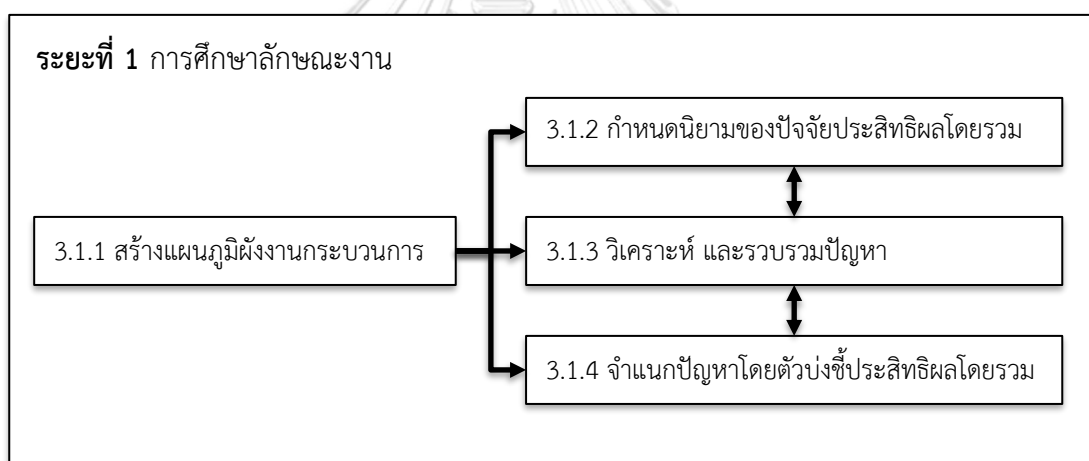 ระยะที่ 1 การศึกษาลักษณะงาน
3.1.2 กำหนดนิยามของปัจจัยประสิทธิผลโดยรวม
3.1.1 สร้างแผนภูมิผังงานกระบวนการ
3.1.3 วิเคราะห์ และรวบรวมปัญหา
3.1.4 จำแนกปัญหาโดยตัวบ่งชี้ประสิทธิผลโดยรวม